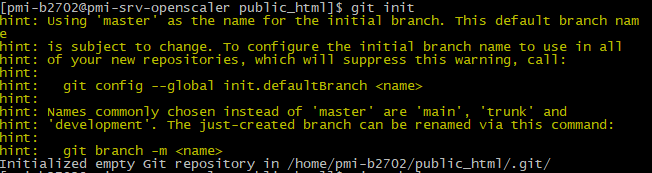 [pmi-b2702@pmi-srv-openscaler public_html]$ git init
hint: Using 'master' as the name for the initial branch. This default branch nam
e
hint: is subject to change. To configure the initial branch name to use in all
hint: of your new repositories, which will suppress this warning, call:
hint:
hint:   git config --global init.defaultBranch <name>
hint:
hint: Names commonly chosen instead of 'master' are 'main', 'trunk' and
hint: 'development'. The just-created branch can be renamed via this command:
hint:
hint:   git branch -m <name>
Initialized empty Git repository in /home/pmi-b2702/public_html/.git/